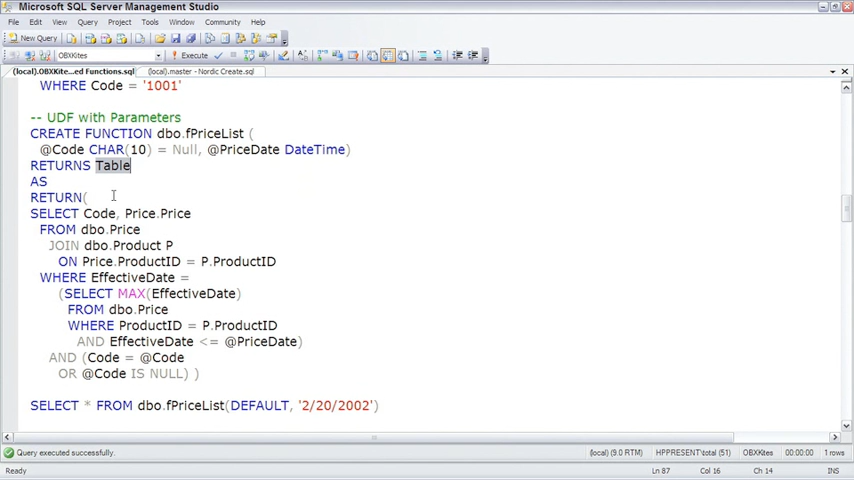 Microsoft SQL Server Management Studio
File Edit View Query Project Tools Window Community Help
New Query
OBXKites Execute
(local).OBXKite...ed Functions.sql (local).master - Nordic Create.sql
WHERE Code = '1001'
-- UDF with Parameters
CREATE FUNCTION dbo.fPriceList (
@Code CHAR(10) = Null, @PriceDate DateTime)
RETURNS Table
AS
RETURN(
SELECT Code, Price.Price
FROM dbo.Price
JOIN dbo.Product P
ON Price.ProductID = P.ProductID
WHERE EffectiveDate =
(SELECT MAX(EffectiveDate)
FROM dbo.Price
WHERE ProductID = P.ProductID
AND EffectiveDate <= @PriceDate)
AND (Code = @Code
OR @Code IS NULL) )
SELECT * FROM dbo.fPriceList(DEFAULT, '2/20/2002')
Query executed successfully. (local) (9.0 RTM) HPPRESENT\total (51) OBXKites 00:00:00 1 rows
Ready Ln 87 Col 16 Ch 14 INS